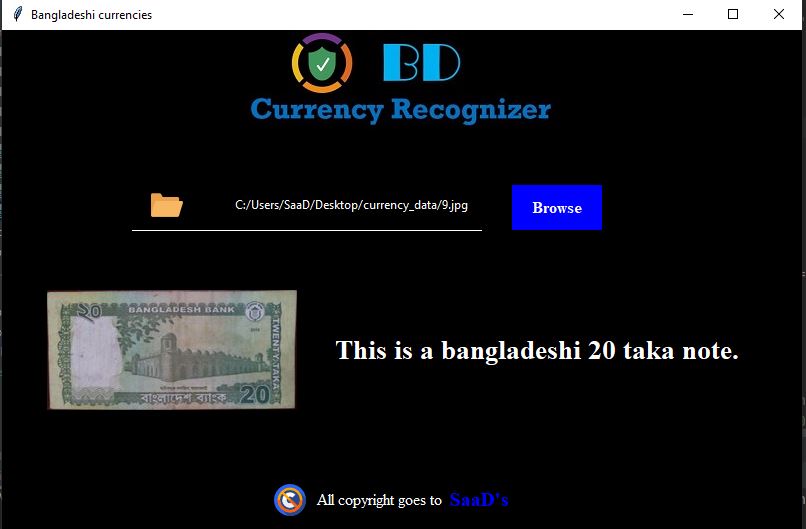 Bangladeshi currencies
BD
Currency Recognizer
C:/Users/SaaD/Desktop/currency_data/9.jpg
Browse
২০
BANGLADESH BANK
TWENTY TAKA
20
বাংলাদেশ ব্যাংক
This is a bangladeshi 20 taka note.
All copyright goes to SaaD's